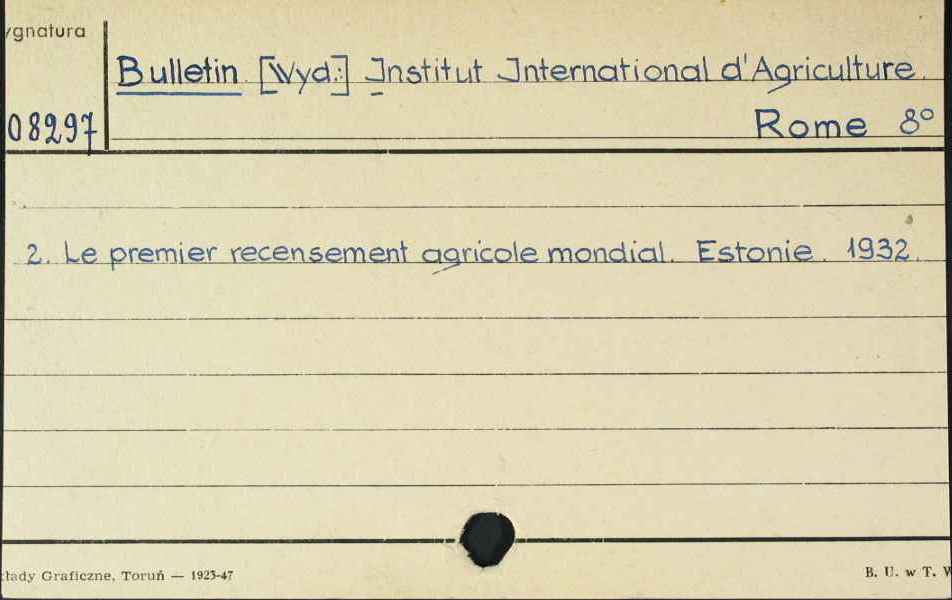 ygnatura
Bulletin [Wyd.:] Institut International d'Agriculture.
08297
Rome 8°
2. Le premier recensement agricole mondial. Estonie. 1932.
kłady Graficzne, Toruń — 1923-47
B. U. w T. W